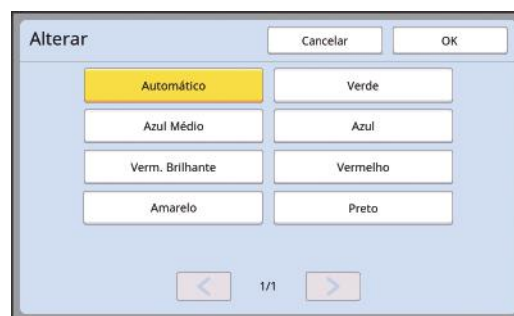 Alterar Cancelar OK
Automático Verde
Azul Médio Azul
Verm. Brilhante Vermelho
Amarelo Preto
< 1/1 >